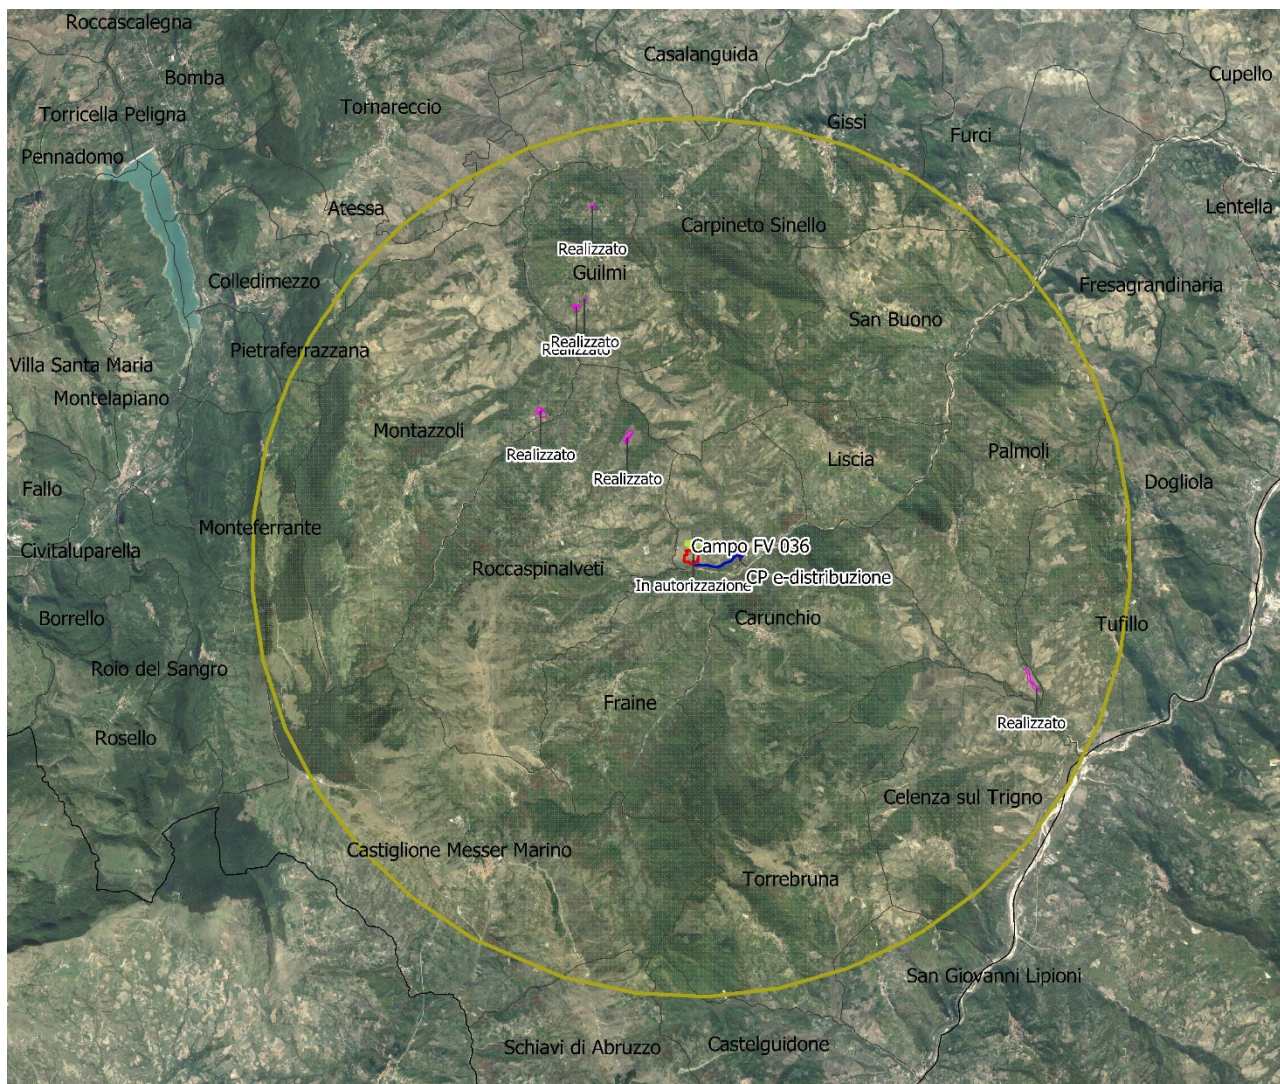 Roccascalegna
Casalanguida
Bomba
Cupello
Tornareccio
Torricella Peligna
Gissi
Furci
Pennadomo
Atessa
Lentella
Carpineto Sinello
Realizzato
Guilmi
Colledimezzo
Fresagrandinaria
San Buono
Realizzato
Realizzato
Pietraferrazzana
Villa Santa Maria
Montelapiano
Montazzoli
Realizzato
Palmoli
Liscia
Realizzato
Dogliola
Fallo
Monteferrante
Civitaluparella
Campo FV 036
Roccaspinalveti
In autorizzazione
CP e-distribuzione
Borrello
Carunchio
Tufillo
Roio del Sangro
Fraine
Realizzato
Rosello
Celenza sul Trigno
Castiglione Messer Marino
Torrebruna
San Giovanni Lipioni
Schiavi di Abruzzo
Castelguidone